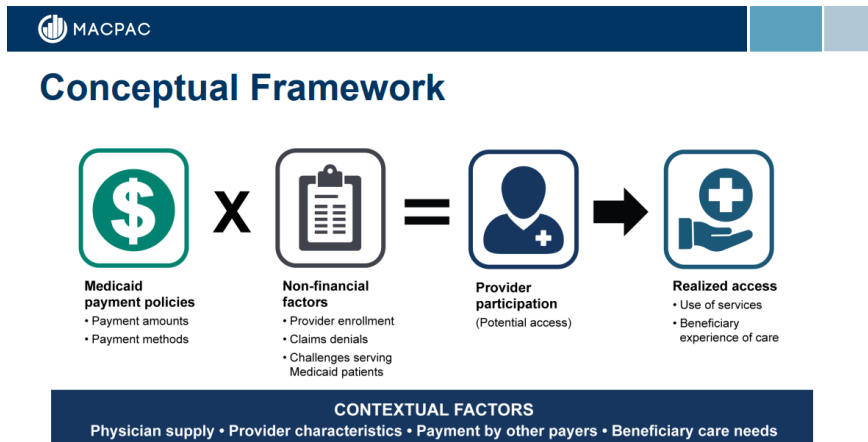 MACPAC
Conceptual Framework
$
X
=
Medicaid
payment policies
• Payment amounts
• Payment methods
Non-financial
factors
• Provider enrollment
• Claims denials
• Challenges serving
Medicaid patients
Provider
participation
(Potential access)
Realized access
• Use of services
• Beneficiary
experience of care
CONTEXTUAL FACTORS
Physician supply • Provider characteristics • Payment by other payers • Beneficiary care needs